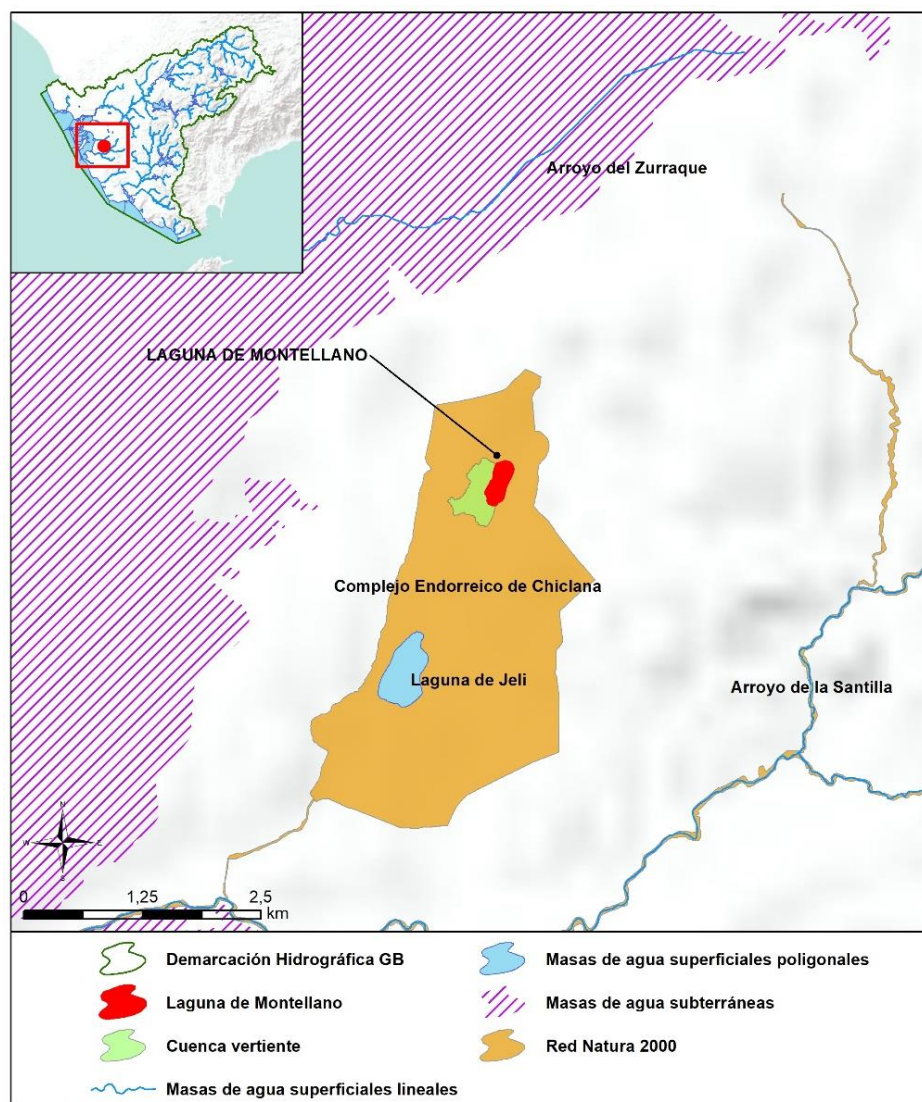 Arroyo del Zurraque
LAGUNA DE MONTELLANO
Complejo Endorreico de Chiclana
Laguna de Jeli
Arroyo de la Santilla
N
W E
S
0 1,25 2,5
km
Demarcación Hidrográfica GB
Masas de agua superficiales poligonales
Laguna de Montellano
Masas de agua subterráneas
Cuenca vertiente
Red Natura 2000
Masas de agua superficiales lineales